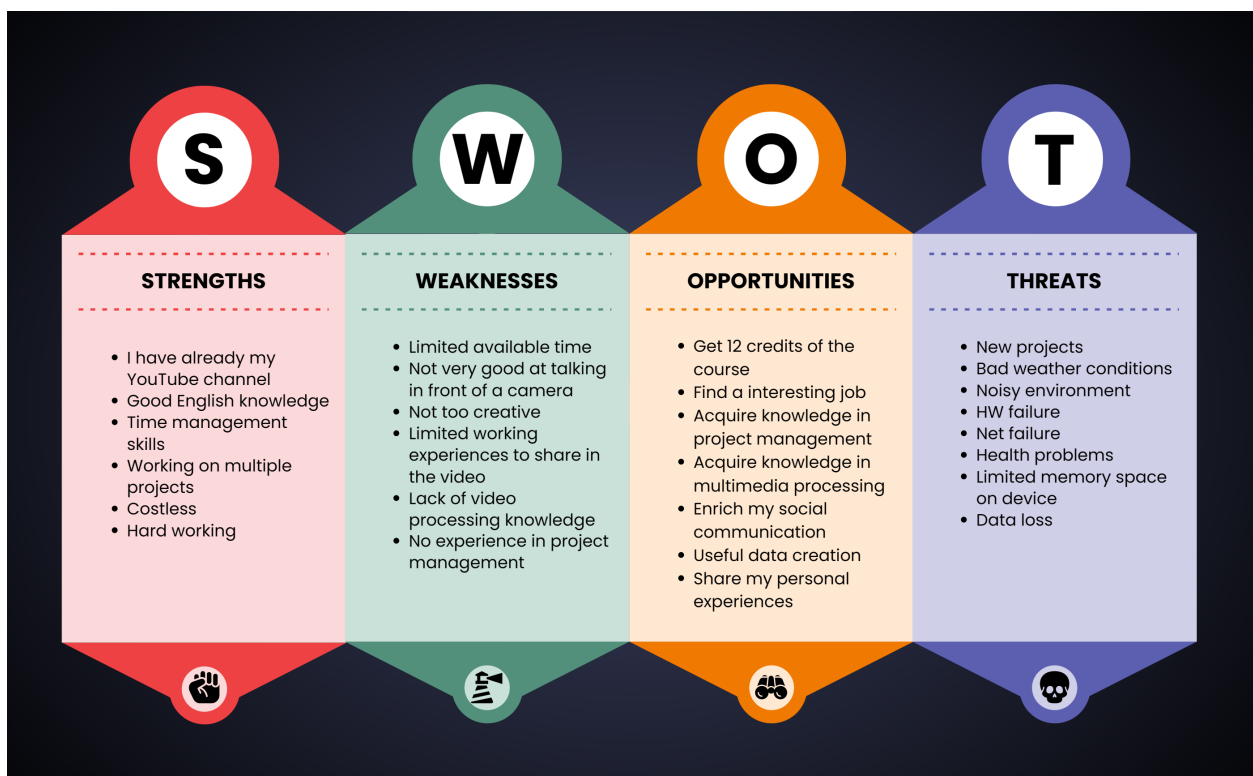 S
W
O
T
STRENGTHS
• I have already my
YouTube channel
• Good English knowledge
• Time management
skills
• Working on multiple
projects
• Costless
• Hard working
WEAKNESSES
• Limited available time
• Not very good at talking
in front of a camera
• Not too creative
• Limited working
experiences to share in
the video
• Lack of video
processing knowledge
• No experience in project
management
OPPORTUNITIES
• Get 12 credits of the
course
• Find a interesting job
• Acquire knowledge in
project management
• Acquire knowledge in
multimedia processing
• Enrich my social
communication
• Useful data creation
• Share my personal
experiences
THREATS
• New projects
• Bad weather conditions
• Noisy environment
• HW failure
• Net failure
• Health problems
• Limited memory space
on device
• Data loss